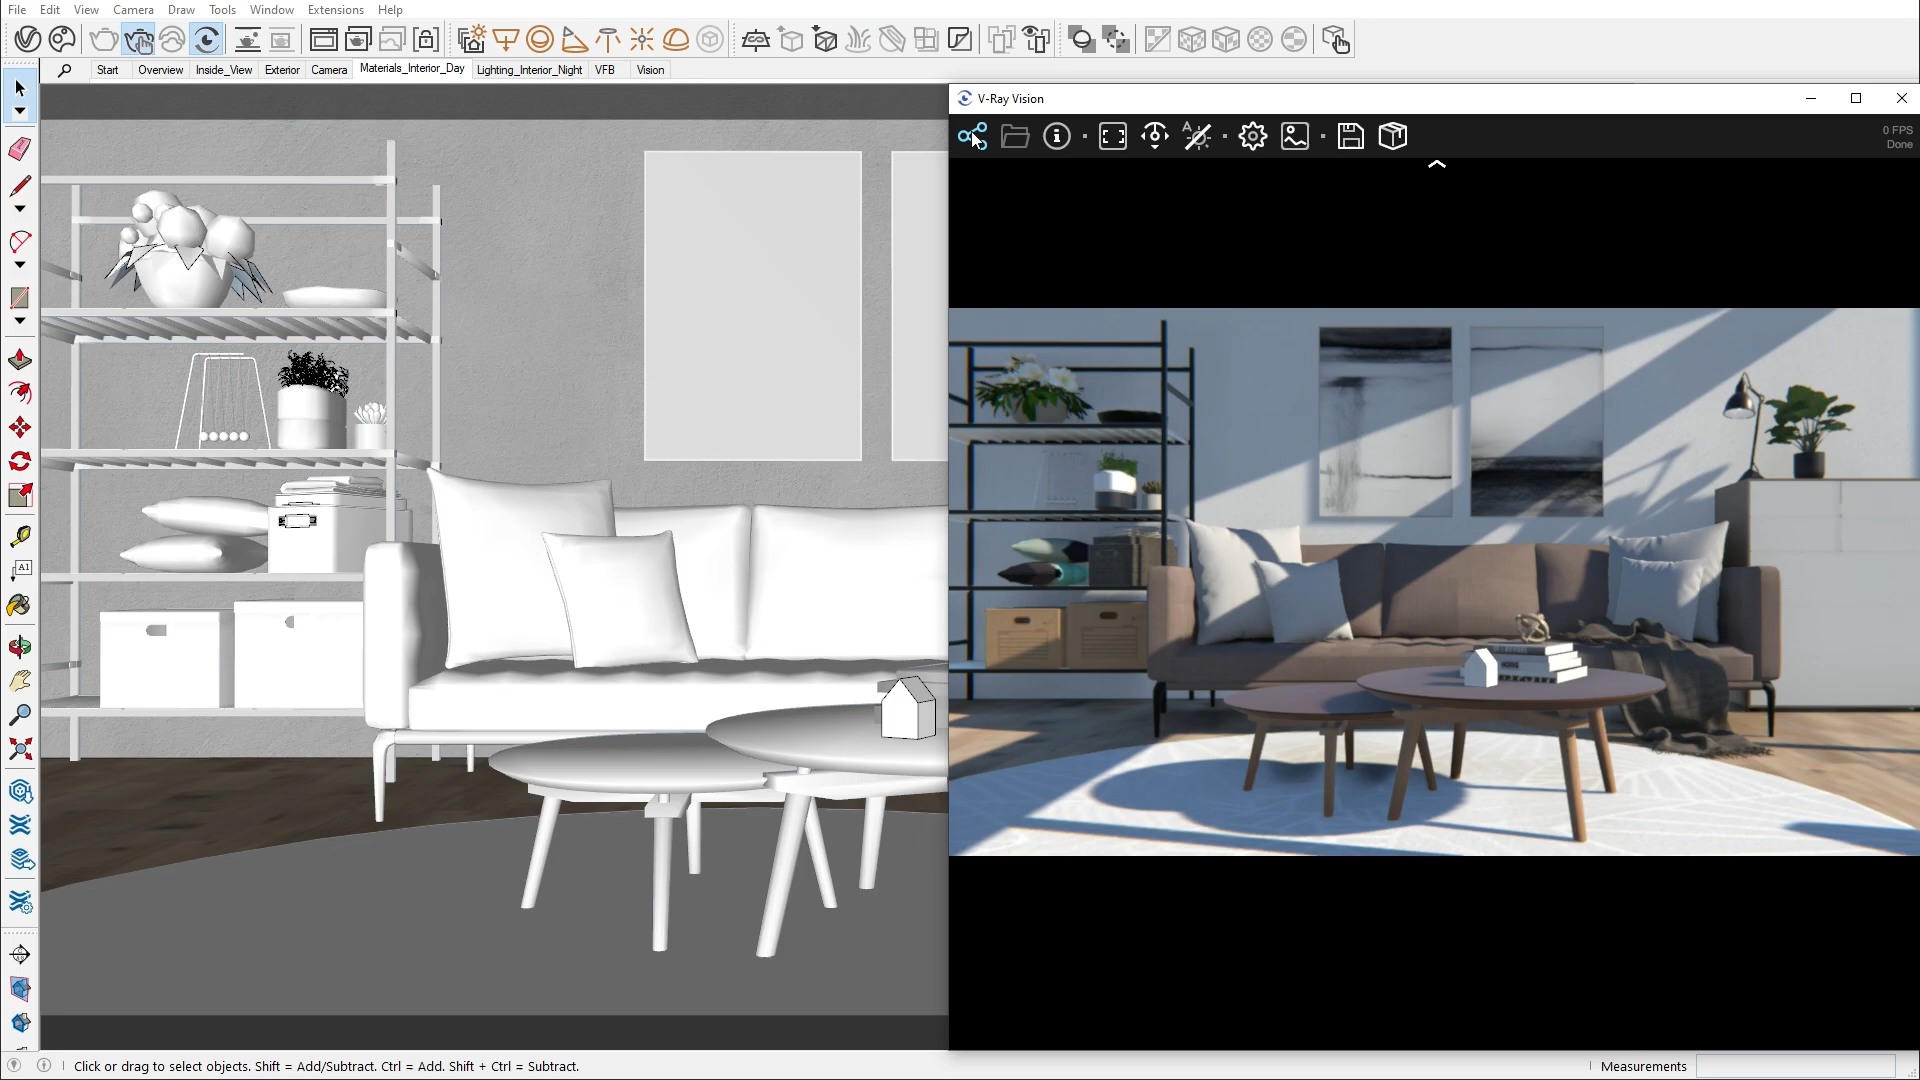 File Edit View Camera Draw Tools Window Extensions Help
Start Overview Inside_View Exterior Camera Materials_Interior_Day Lighting_Interior_Night VFB Vision
V-Ray Vision
A
0 FPS
Done
A1
Click or drag to select objects. Shift = Add/Subtract. Ctrl = Add. Shift + Ctrl = Subtract.
Measurements